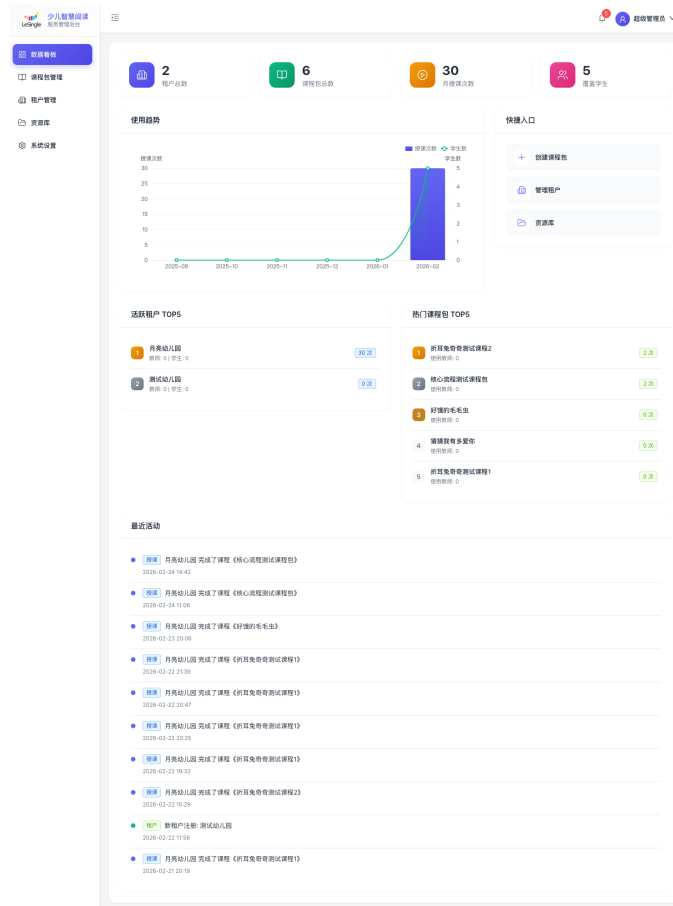 LeSingle
少儿智慧阅读
服务管理后台
5
超级管理员
数据看板
课程包管理
租户管理
资源库
系统设置
2
租户总数
6
课程包总数
30
月授课次数
5
覆盖学生
使用趋势
授课次数 学生数
授课次数 学生数
30 5
25
4
20
3
15
2
10
1
5
0 0
2025-09 2025-10 2025-11 2025-12 2026-01 2026-02
快捷入口
创建课程包
管理租户
资源库
活跃租户 TOP5
1 月亮幼儿园 30 次
教师: 0 | 学生: 0
2 测试幼儿园 0 次
教师: 0 | 学生: 0
热门课程包 TOP5
1 折耳兔奇奇测试课程2 2 次
使用教师: 0
2 核心流程测试课程包 2 次
使用教师: 0
3 好饿的毛毛虫 0 次
使用教师: 0
4 猜猜我有多爱你 0 次
使用教师: 0
5 折耳兔奇奇测试课程1 0 次
使用教师: 0
最近活动
授课 月亮幼儿园 完成了课程《核心流程测试课程包》
2026-02-24 14:42
授课 月亮幼儿园 完成了课程《核心流程测试课程包》
2026-02-24 11:06
授课 月亮幼儿园 完成了课程《好饿的毛毛虫》
2026-02-23 20:06
授课 月亮幼儿园 完成了课程《折耳兔奇奇测试课程1》
2026-02-22 21:39
授课 月亮幼儿园 完成了课程《折耳兔奇奇测试课程1》
2026-02-22 20:47
授课 月亮幼儿园 完成了课程《折耳兔奇奇测试课程1》
2026-02-22 20:25
授课 月亮幼儿园 完成了课程《折耳兔奇奇测试课程1》
2026-02-22 19:32
授课 月亮幼儿园 完成了课程《折耳兔奇奇测试课程2》
2026-02-22 15:29
租户 新租户注册: 测试幼儿园
2026-02-22 11:56
授课 月亮幼儿园 完成了课程《折耳兔奇奇测试课程1》
2026-02-21 20:19